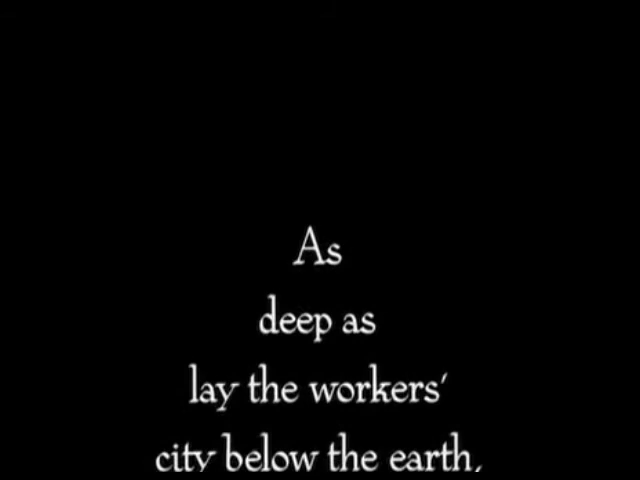 As
deep as
lay the workers'
city below the earth,